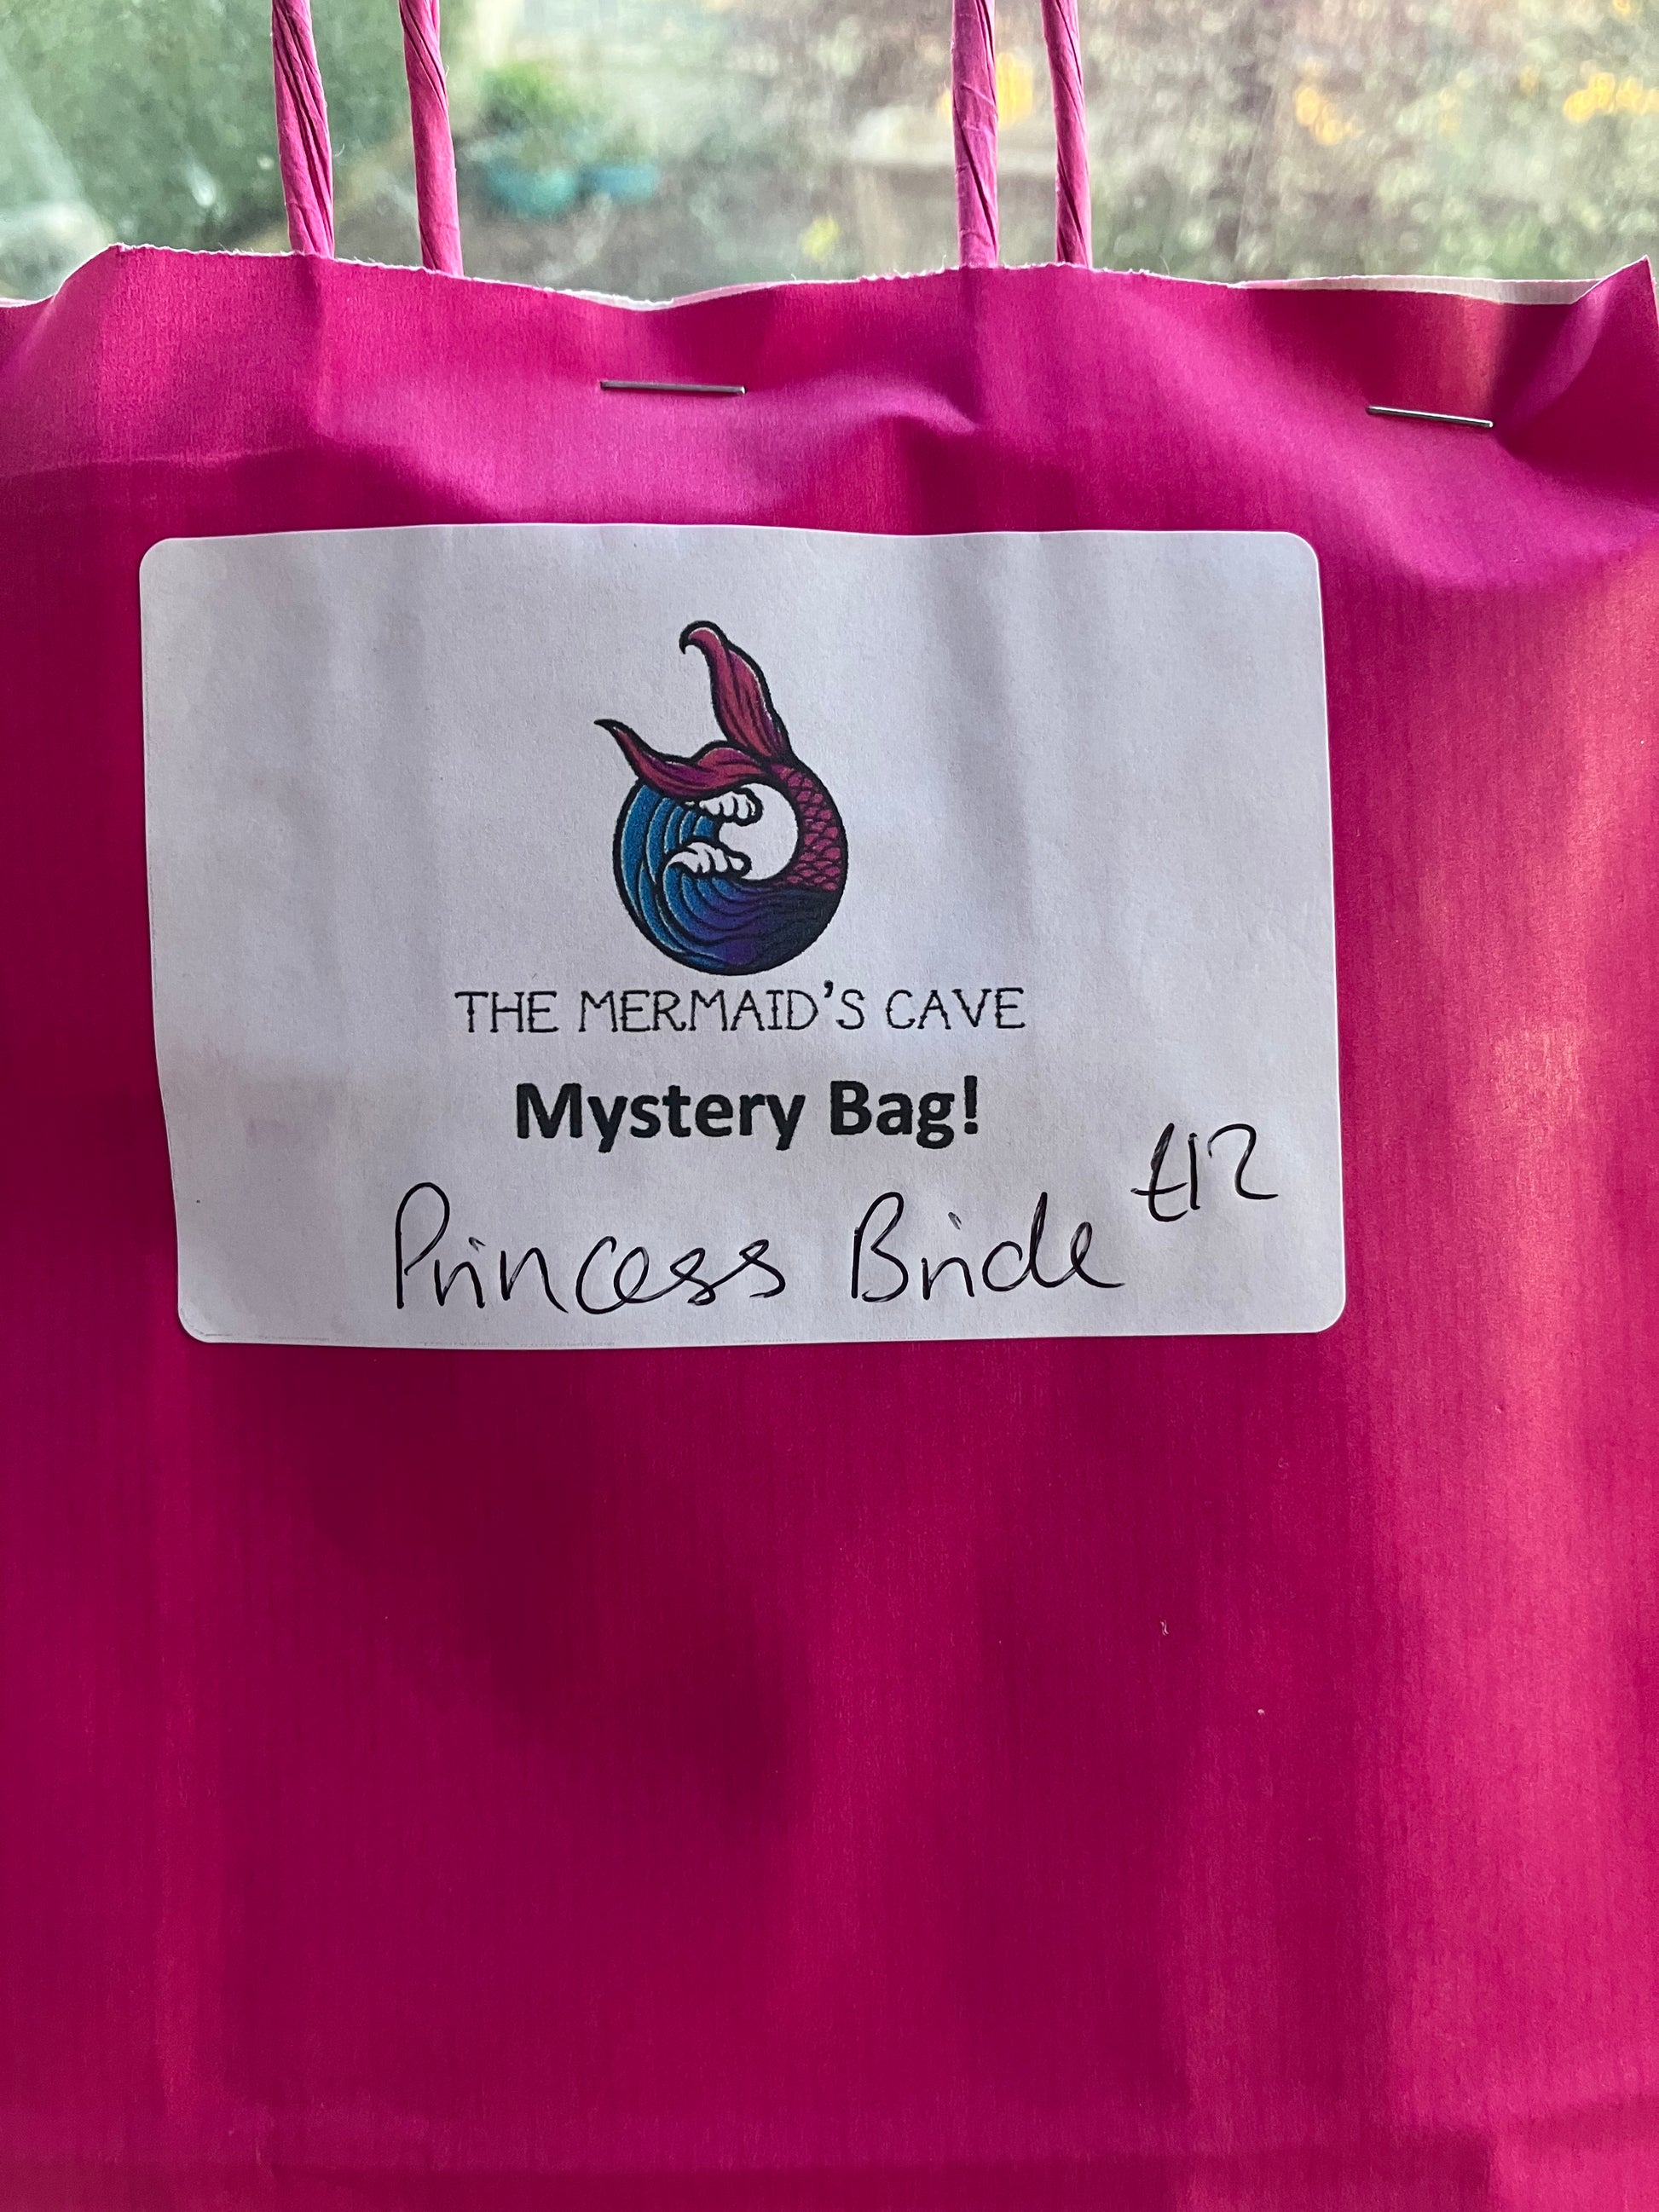 THE MERMAID'S CAVE
Mystery Bag!
£12
Princess Bride